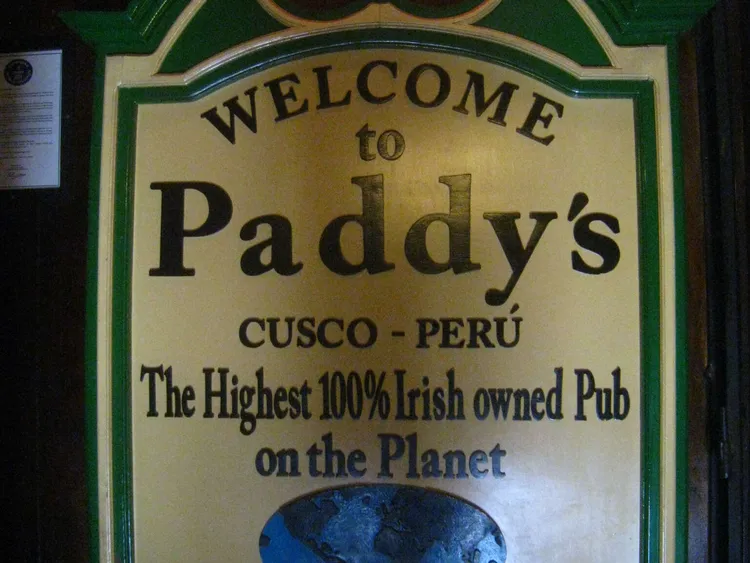 WELCOME
to
Paddy's
CUSCO - PERÚ
The Highest 100% Irish owned Pub
on the Planet